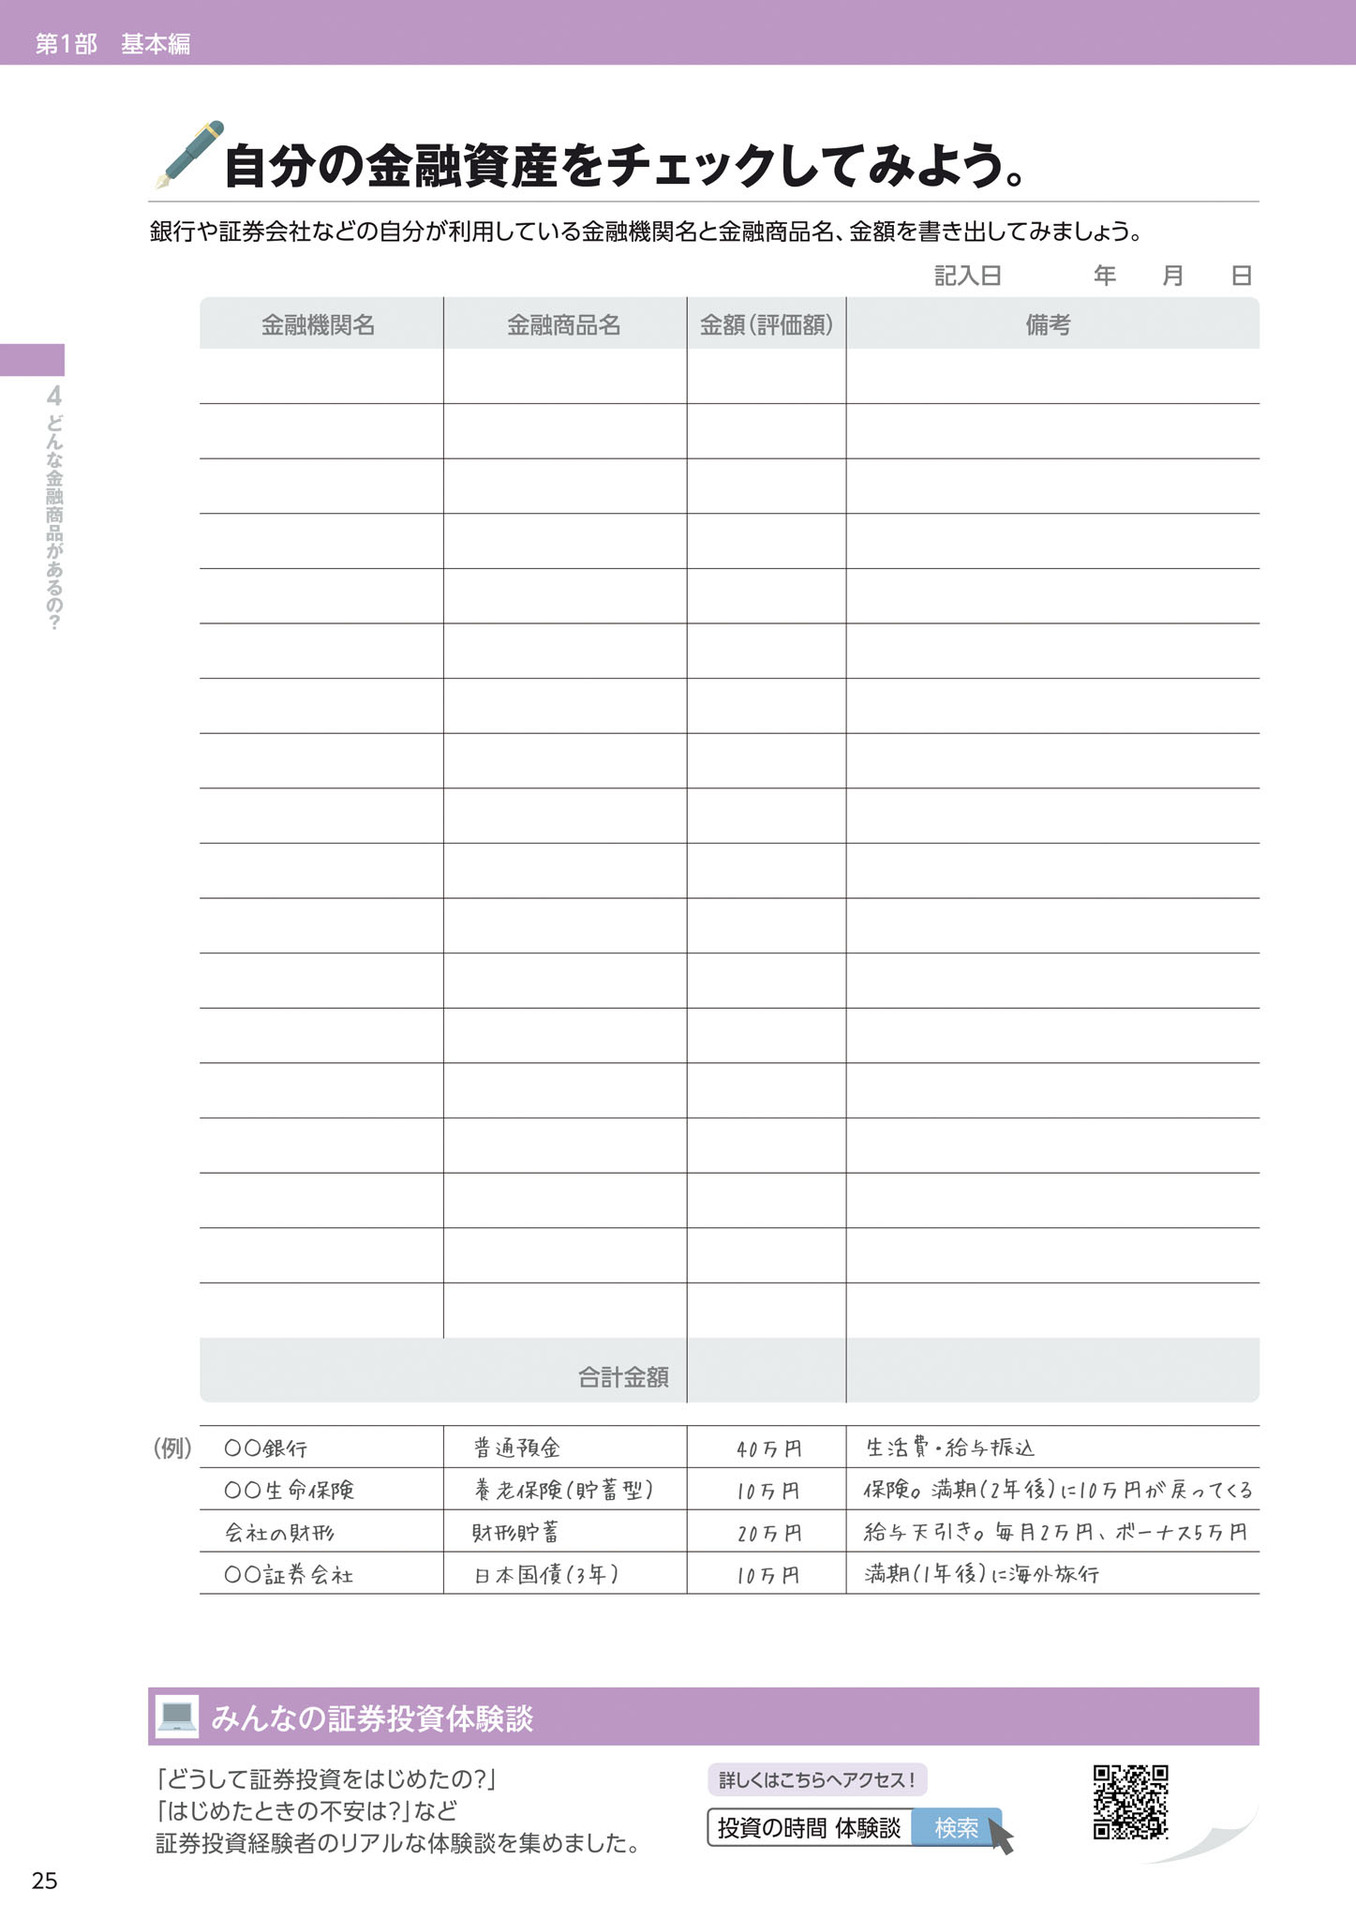 第1部　基本編
自分の金融資産をチェックしてみよう。
銀行や証券会社などの自分が利用している金融機関名と金融商品名、金額を書き出してみましょう。
記入日　年　月　日
金融機関名　金融商品名　金額（評価額）　備考
4 どんな金融商品があるの？
合計金額
（例）　〇〇銀行　普通預金　40万円　生活費・給与振込
〇〇生命保険　養老保険（貯蓄型）　10万円　保険。満期（2年後）に10万円が戻ってくる
会社の財形　財形貯蓄　20万円　給与天引き。毎月2万円、ボーナス5万円
〇〇証券会社　日本国債（3年）　10万円　満期（1年後）に海外旅行
みんなの証券投資体験談
「どうして証券投資をはじめたの？」
「はじめたときの不安は？」など
証券投資経験者のリアルな体験談を集めました。
詳しくはこちらへアクセス！
投資の時間 体験談　検索
25